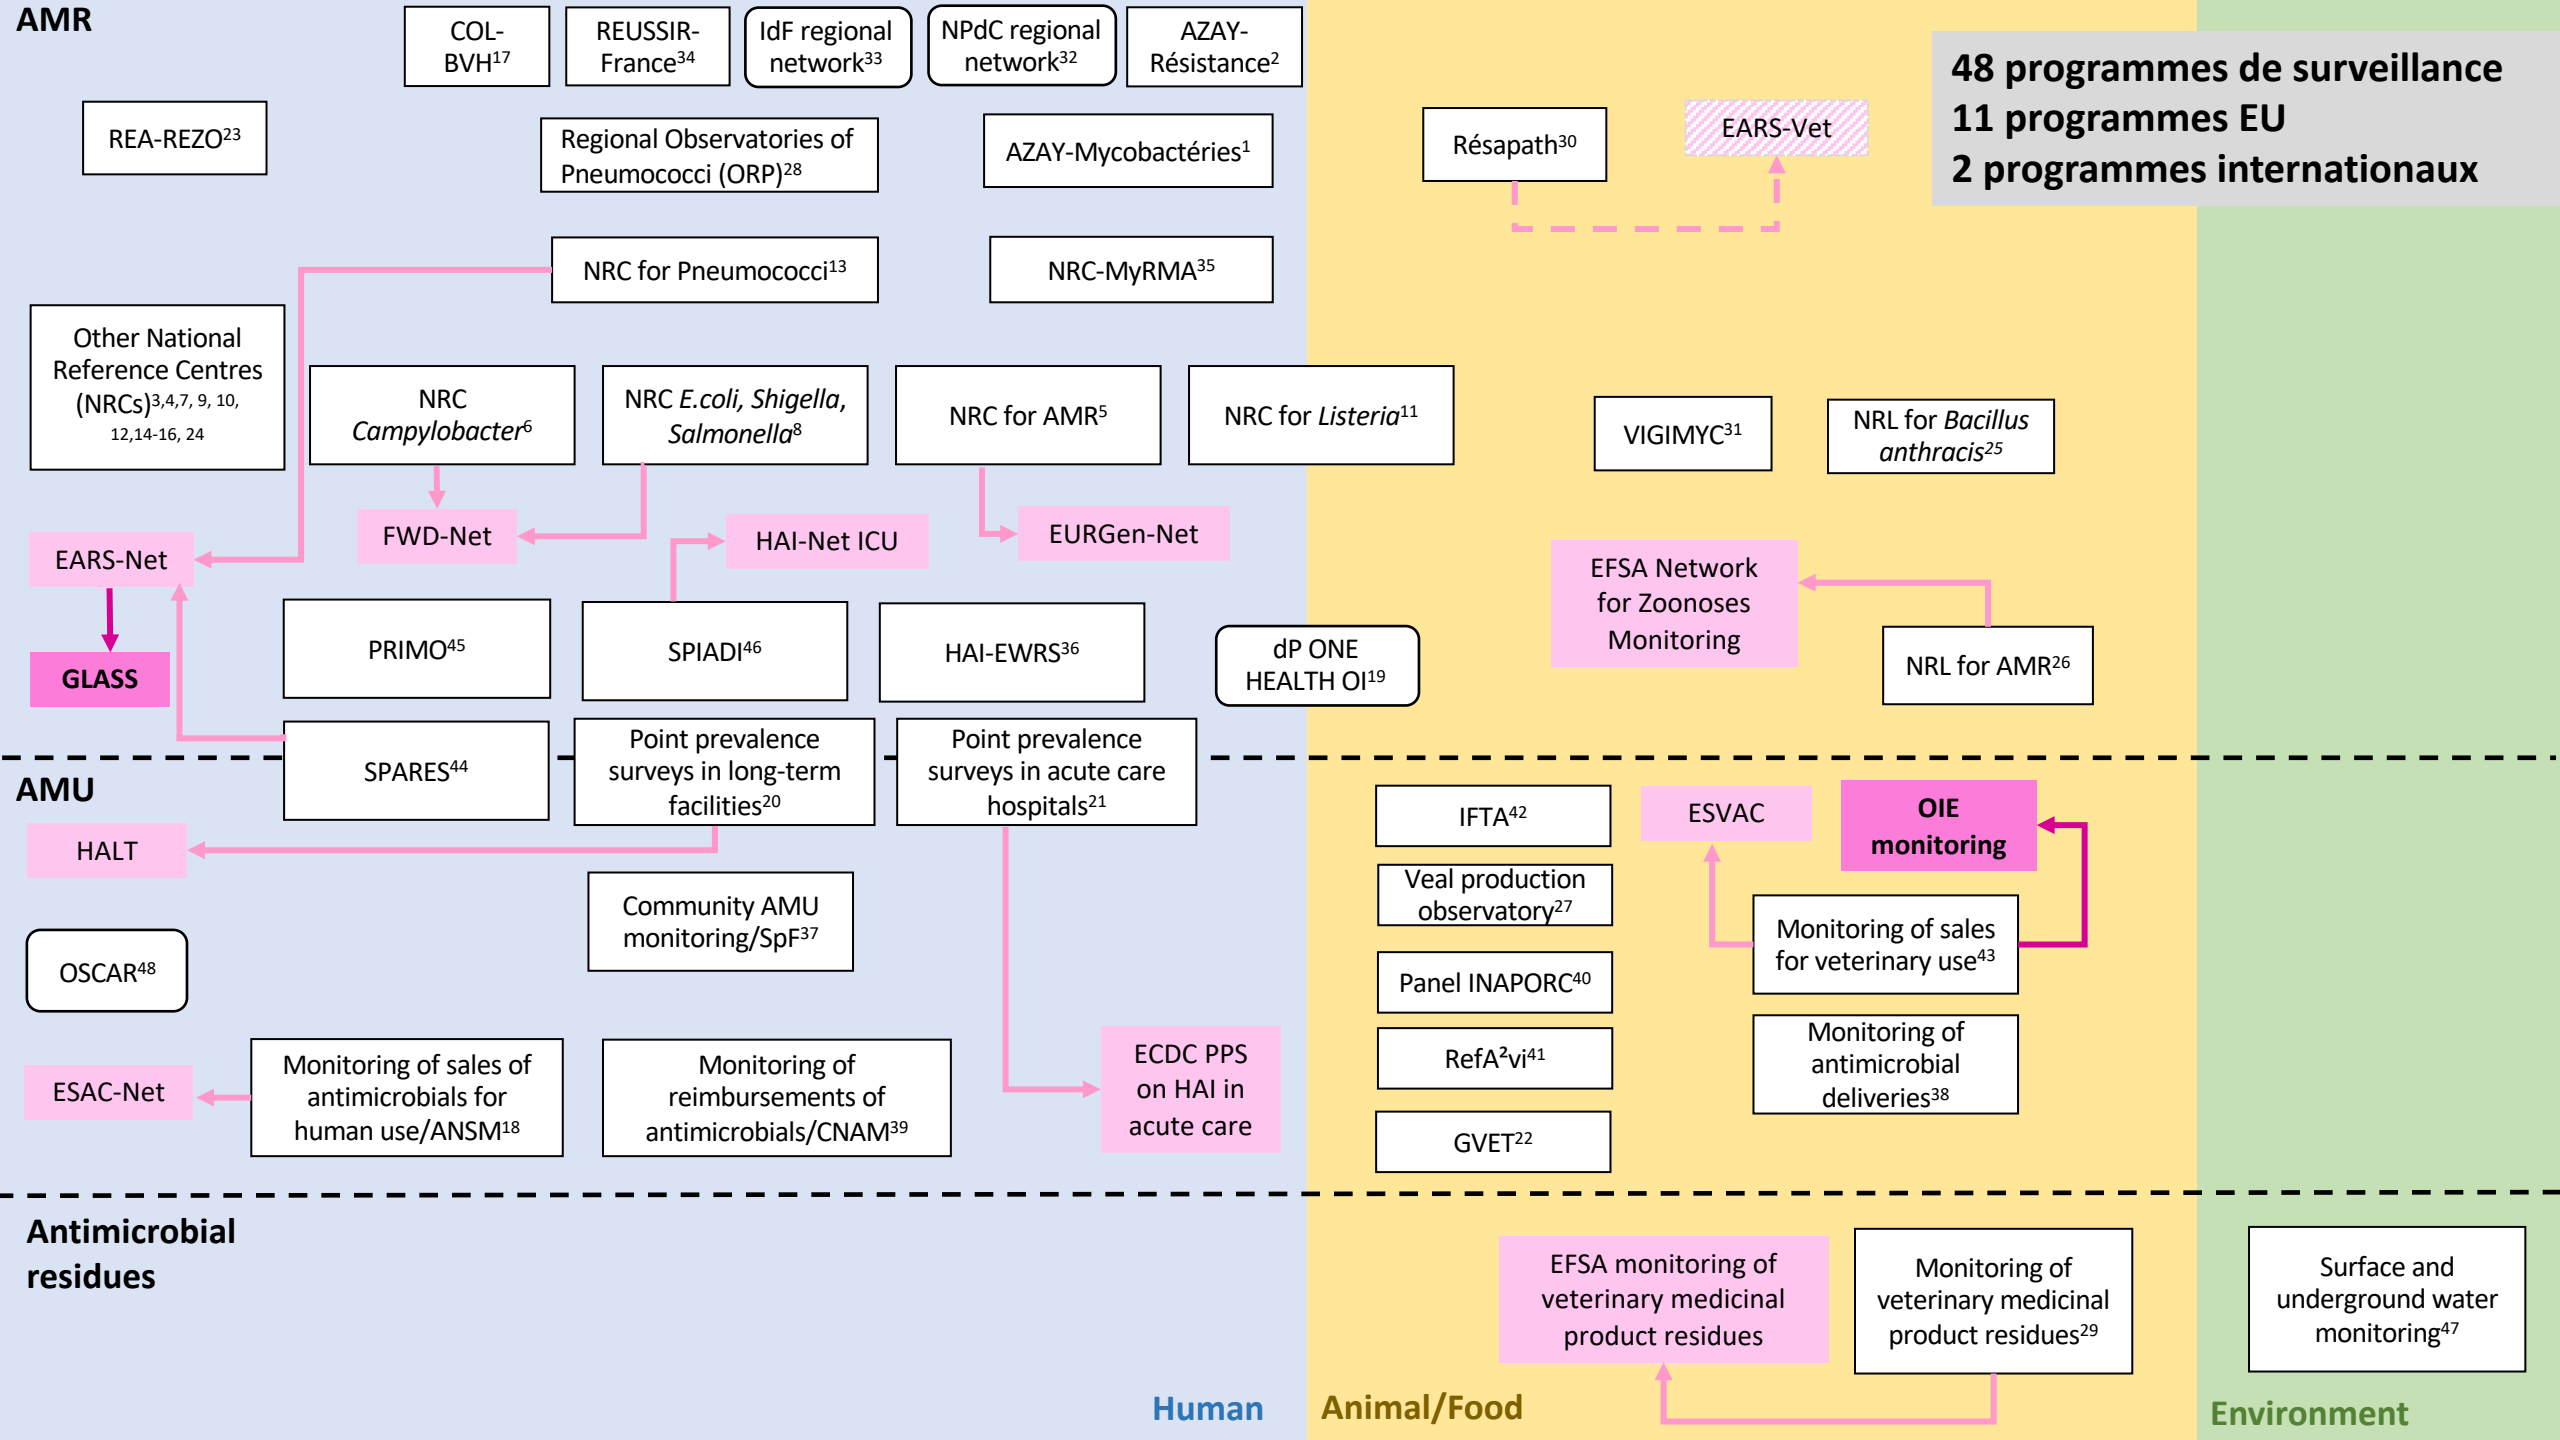 AMR
COL-
BVH17
REUSSIR-
France34
IdF regional
network33
NPdC regional
network32
AZAY-
Résistance2
48 programmes de surveillance
11 programmes EU
2 programmes internationaux
REA-REZO23
Regional Observatories of
Pneumococci (ORP)28
AZAY-Mycobactéries1
Résapath30
EARS-Vet
NRC for Pneumococci13
NRC-MyRMA35
Other National
Reference Centres
(NRCs)3,4,7, 9, 10,
12,14-16, 24
NRC
Campylobacter6
NRC E.coli, Shigella,
Salmonella8
NRC for AMR5
NRC for Listeria11
VIGIMYC31
NRL for Bacillus
anthracis25
EARS-Net
FWD-Net
HAI-Net ICU
EURGen-Net
EFSA Network
for Zoonoses
Monitoring
GLASS
PRIMO45
SPIADI46
HAI-EWRS36
dP ONE
HEALTH OI19
NRL for AMR26
SPARES44
Point prevalence
surveys in long-term
facilities20
Point prevalence
surveys in acute care
hospitals21
AMU
HALT
IFTA42
ESVAC
OIE
monitoring
Veal production
observatory27
Community AMU
monitoring/SpF37
Monitoring of sales
for veterinary use43
OSCAR48
Panel INAPORC40
RefA²vi41
Monitoring of
antimicrobial
deliveries38
ESAC-Net
Monitoring of sales of
antimicrobials for
human use/ANSM18
Monitoring of
reimbursements of
antimicrobials/CNAM39
ECDC PPS
on HAI in
acute care
GVET22
Antimicrobial
residues
EFSA monitoring of
veterinary medicinal
product residues
Monitoring of
veterinary medicinal
product residues29
Surface and
underground water
monitoring47
Human
Animal/Food
Environment